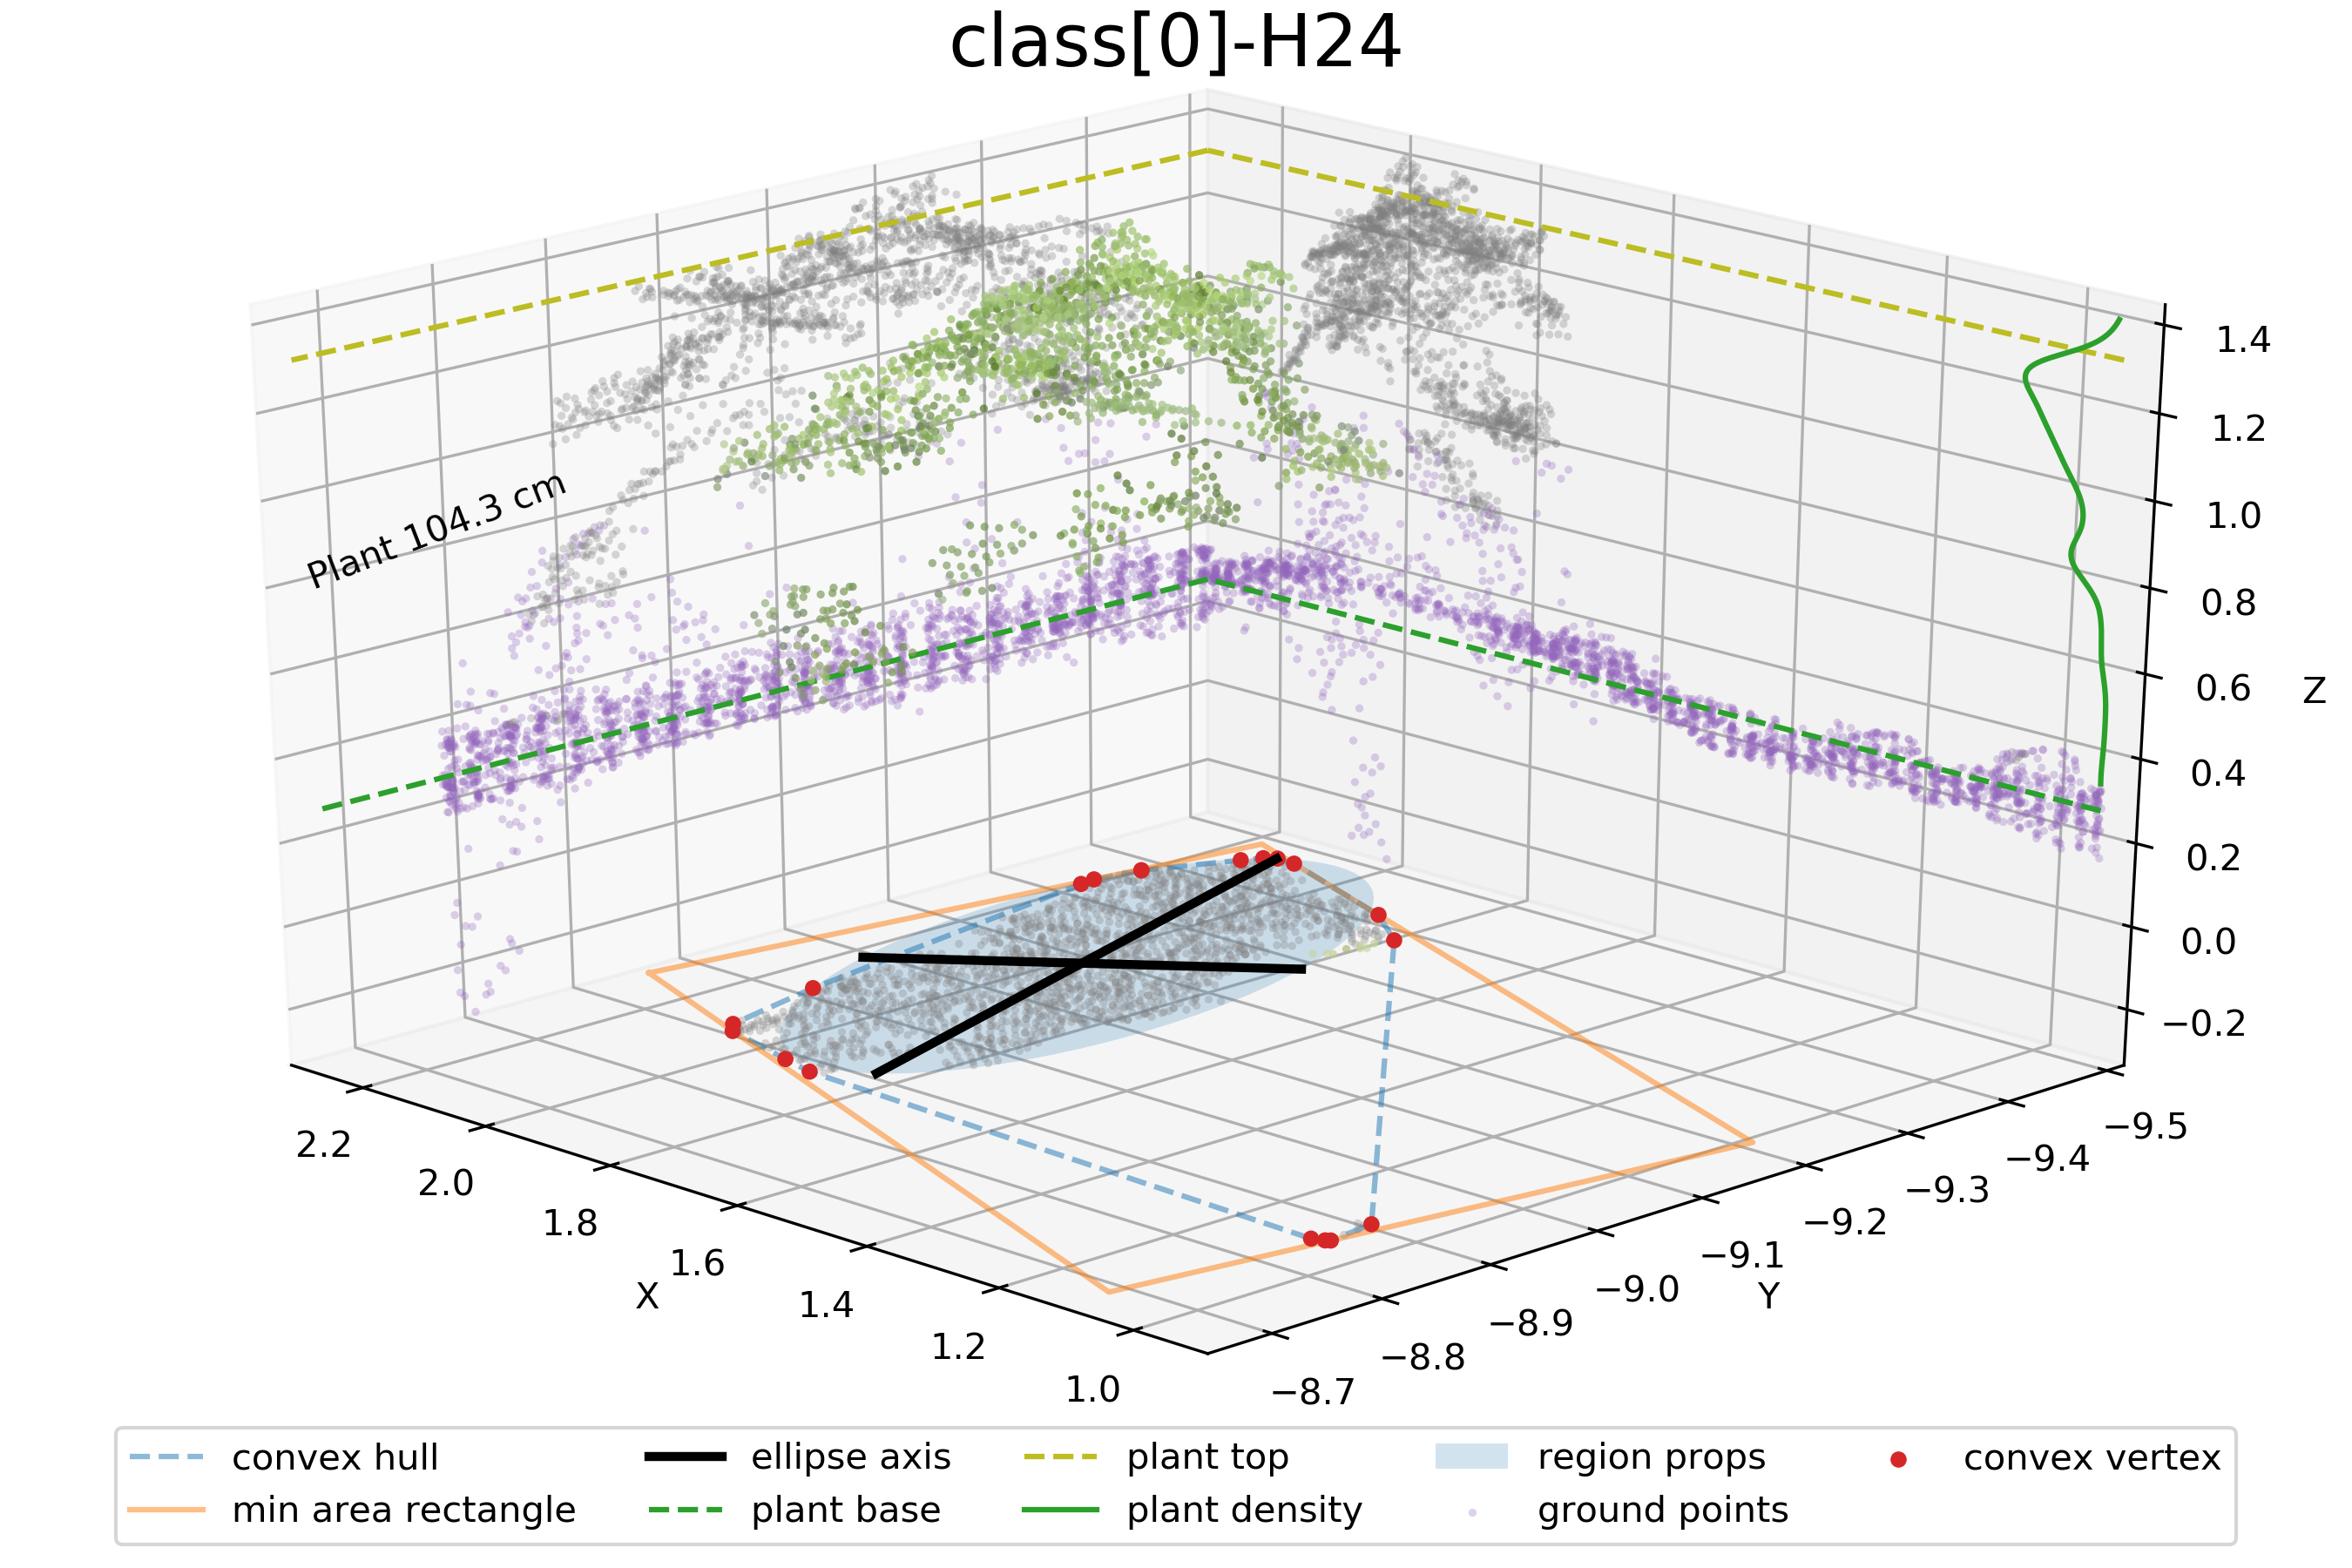 class[0]-H24
Plant 104.3 cm
1.4
1.2
1.0
0.8
0.6
0.4
0.2
0.0
−0.2
Z
2.2
2.0
1.8
1.6
1.4
1.2
1.0
X
−9.5
−9.4
−9.3
−9.2
−9.1
−9.0
−8.9
−8.8
−8.7
Y
convex hull
min area rectangle
ellipse axis
plant base
plant top
plant density
region props
ground points
convex vertex